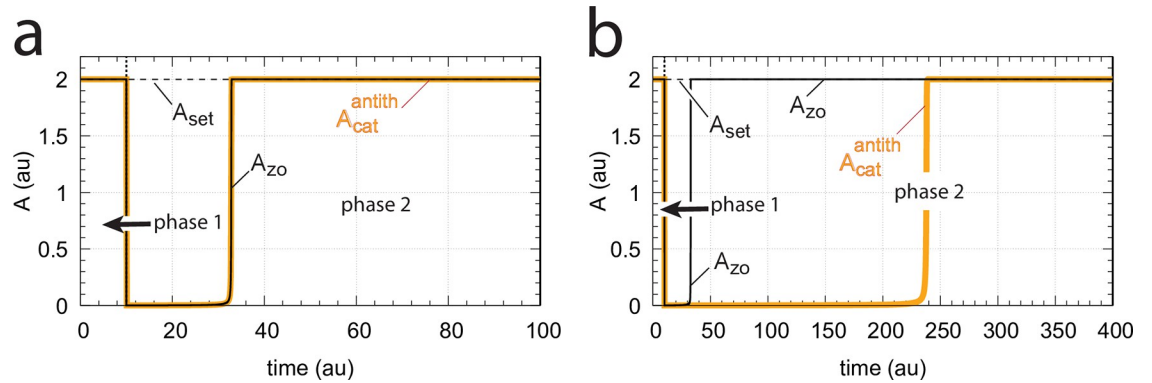 a
2
1.5
1
0.5
0
A (au)
A_set
A_cat^antith
A_zo
phase 1
phase 2
0 20 40 60 80 100
time (au)
b
2
1.5
1
0.5
0
A (au)
A_set
A_zo
A_cat^antith
phase 2
phase 1
A_zo
0 50 100 150 200 250 300 350 400
time (au)